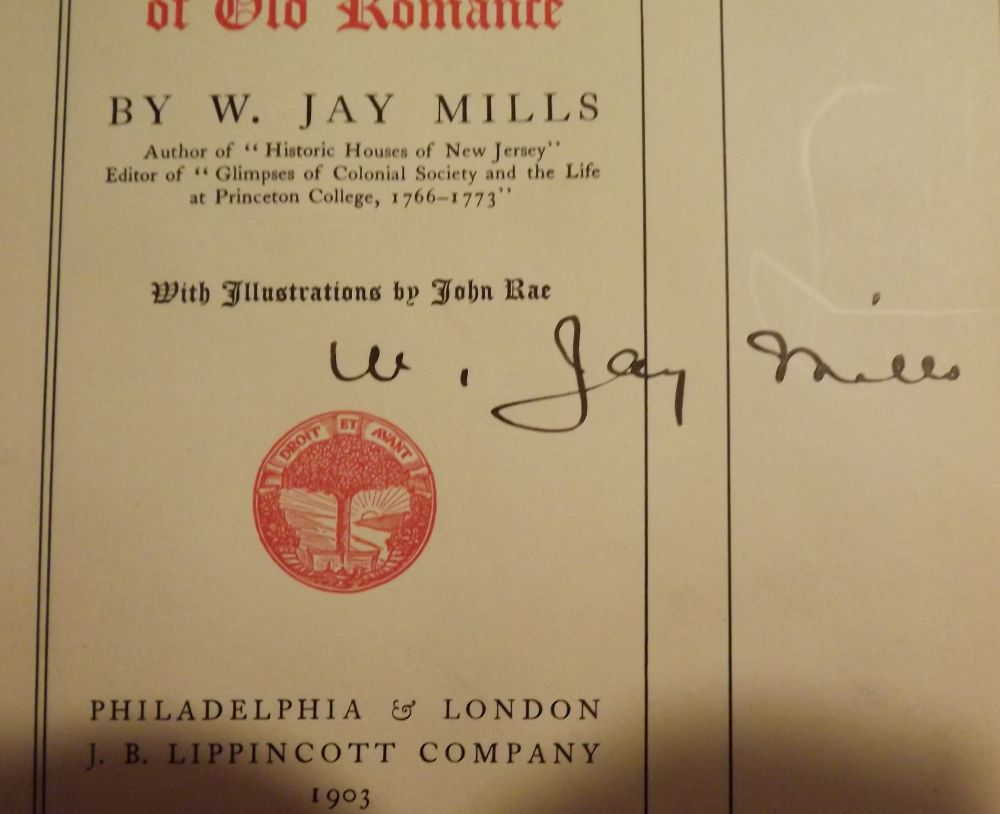 of Old Romance
BY W. JAY MILLS
Author of "Historic Houses of New Jersey"
Editor of "Glimpses of Colonial Society and the Life
at Princeton College, 1766–1773"
With Illustrations by John Rae
W. Jay Mills
DROIT ET AVANT
PHILADELPHIA & LONDON
J. B. LIPPINCOTT COMPANY
1903